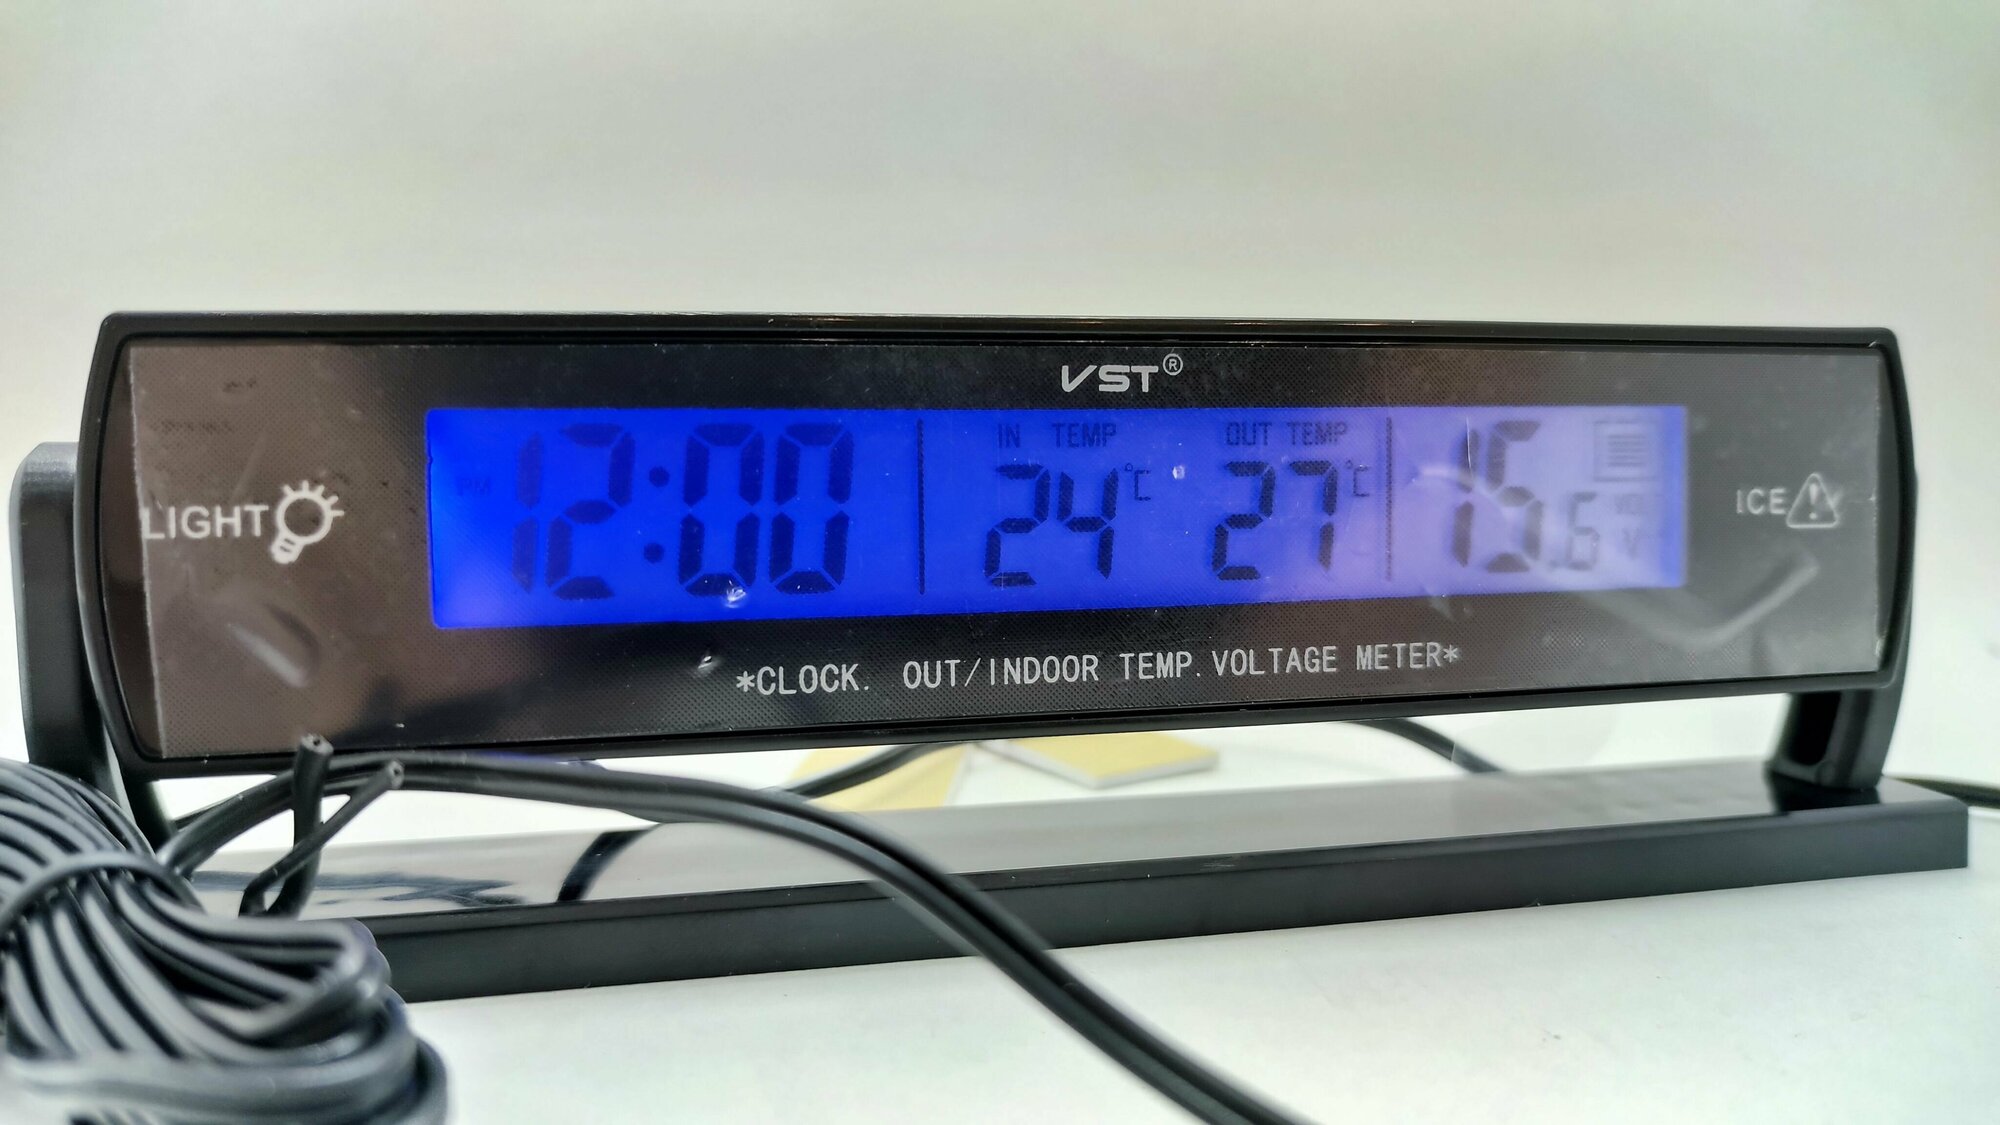 VST®
LIGHT
PM 12:00
IN TEMP
24°C
OUT TEMP
27°C
15.6 V
ICE
*CLOCK. OUT/INDOOR TEMP. VOLTAGE METER*